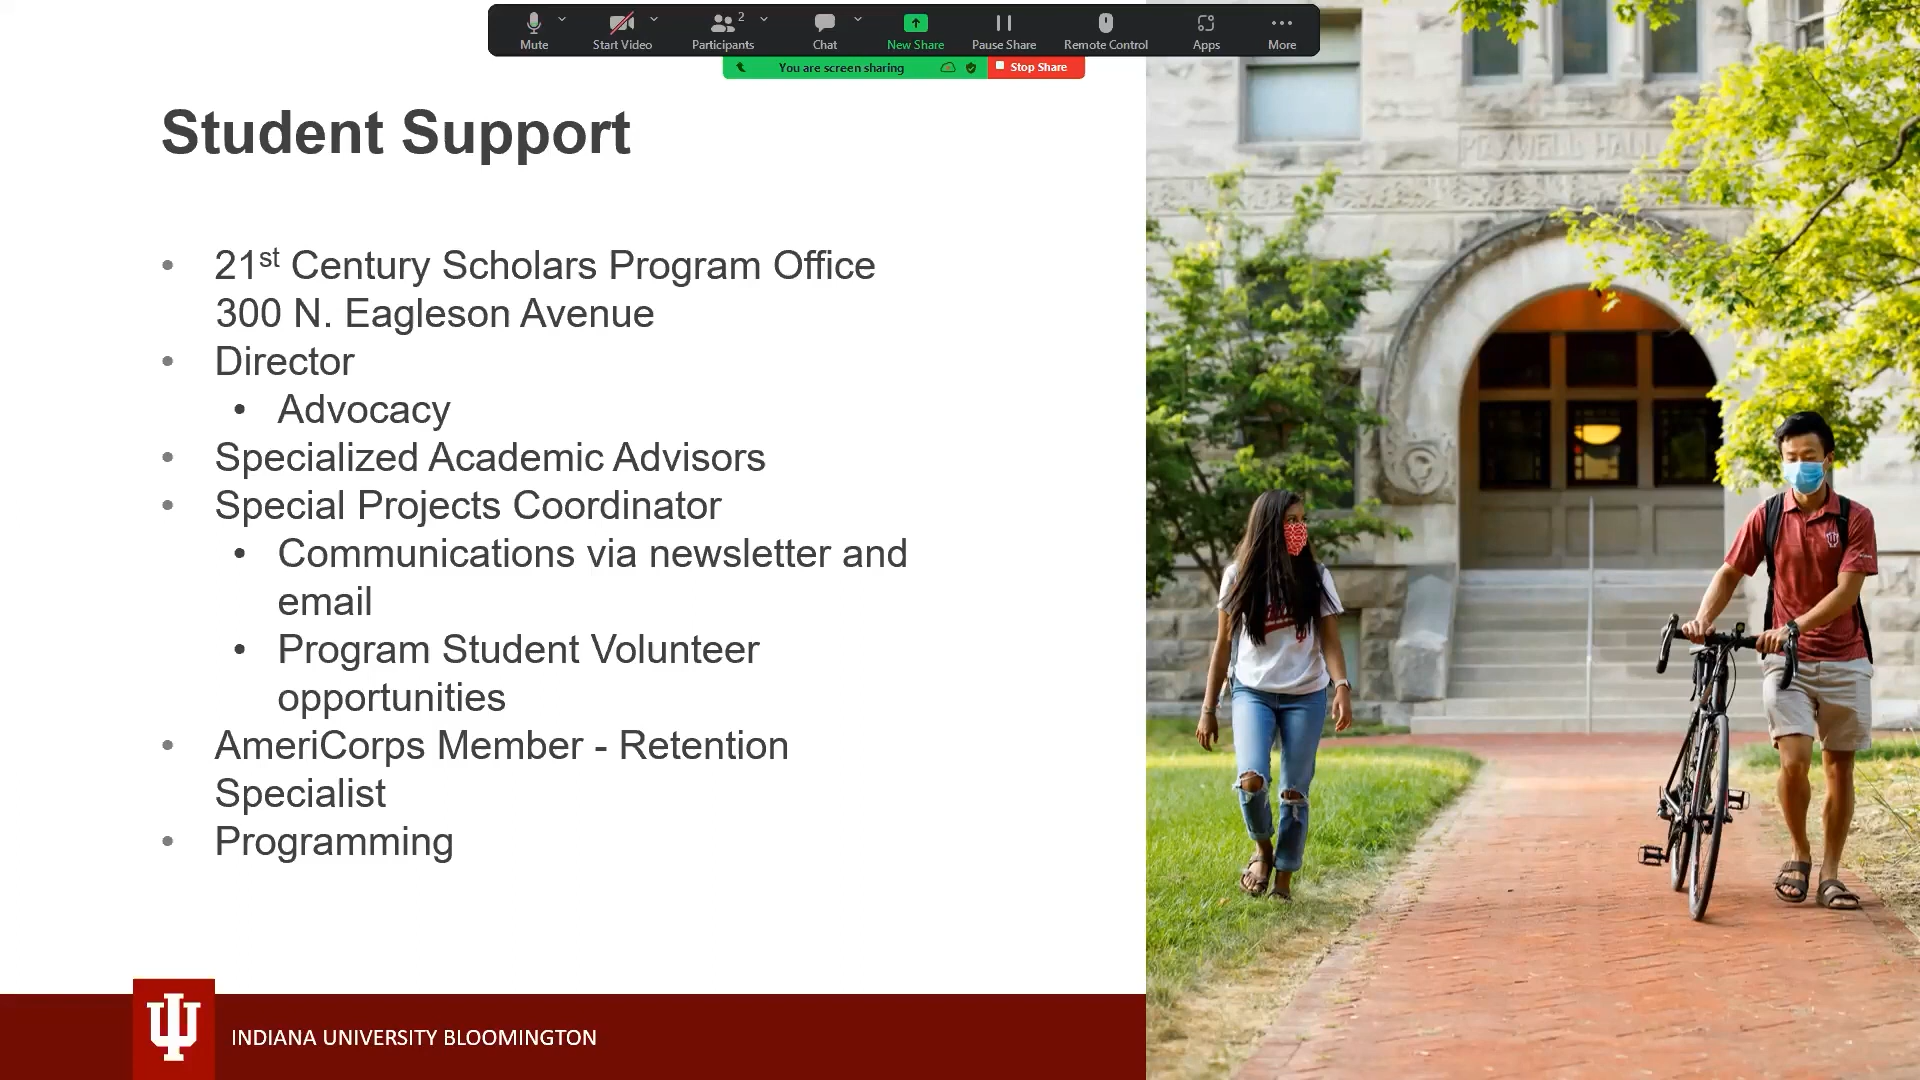 2
Mute
Start Video
Participants
Chat
New Share
Pause Share
Remote Control
Apps
More
You are screen sharing
Stop Share
Student Support
• 21st Century Scholars Program Office
300 N. Eagleson Avenue
• Director
• Advocacy
• Specialized Academic Advisors
• Special Projects Coordinator
• Communications via newsletter and
email
• Program Student Volunteer
opportunities
• AmeriCorps Member - Retention
Specialist
• Programming
MAXWELL HALL
INDIANA UNIVERSITY BLOOMINGTON